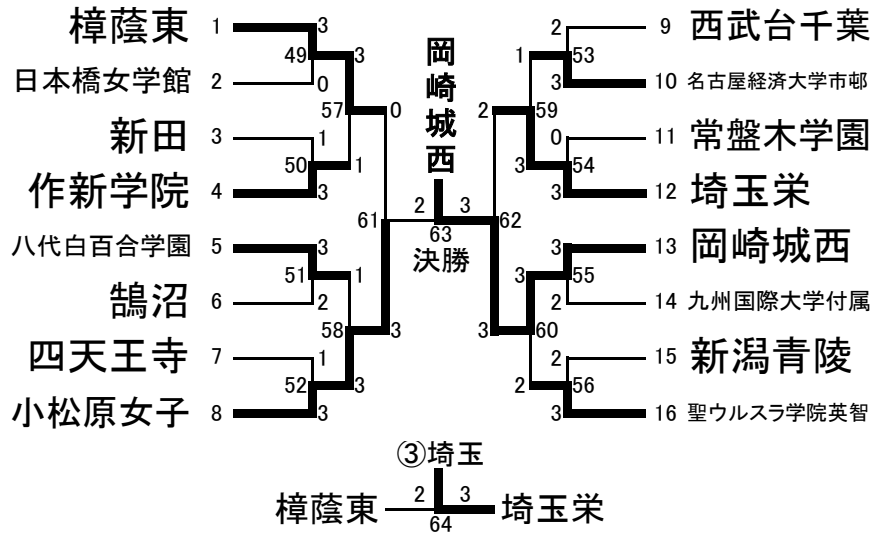 樟蔭東 1 3
49 3
日本橋女学館 2 0
57 0
新田 3 1
50 1
作新学院 4 3
61
八代白百合学園 5 3
51 1
鵠沼 6 2
58 3
四天王寺 7 1
52 3
小松原女子 8 3
岡崎城西
2 3
63
決勝
2 9 西武台千葉
1 53
3 10 名古屋経済大学市邨
2 59
0 11 常盤木学園
3 54
3 12 埼玉栄
62
3 13 岡崎城西
3 55
2 14 九州国際大学付属
3 60
2 15 新潟青陵
2 56
3 16 聖ウルスラ学院英智
③埼玉
樟蔭東 2 3 埼玉栄
64